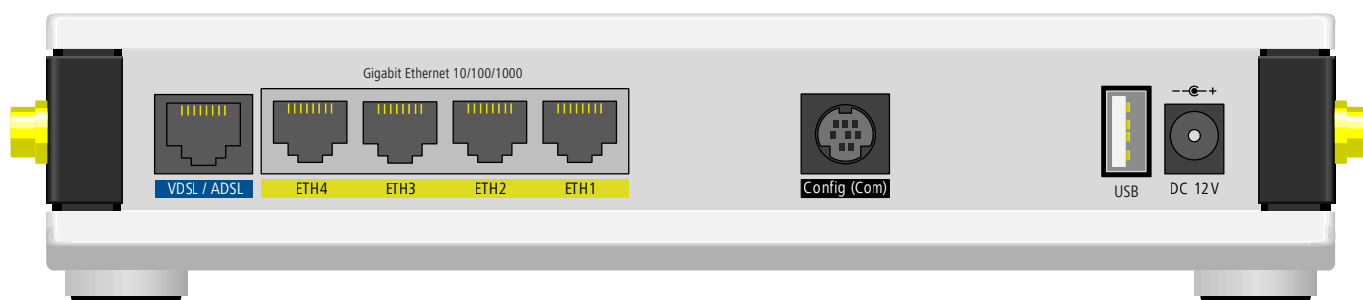 Gigabit Ethernet 10/100/1000
VDSL / ADSL
ETH4
ETH3
ETH2
ETH1
Config (Com)
USB
DC 12V